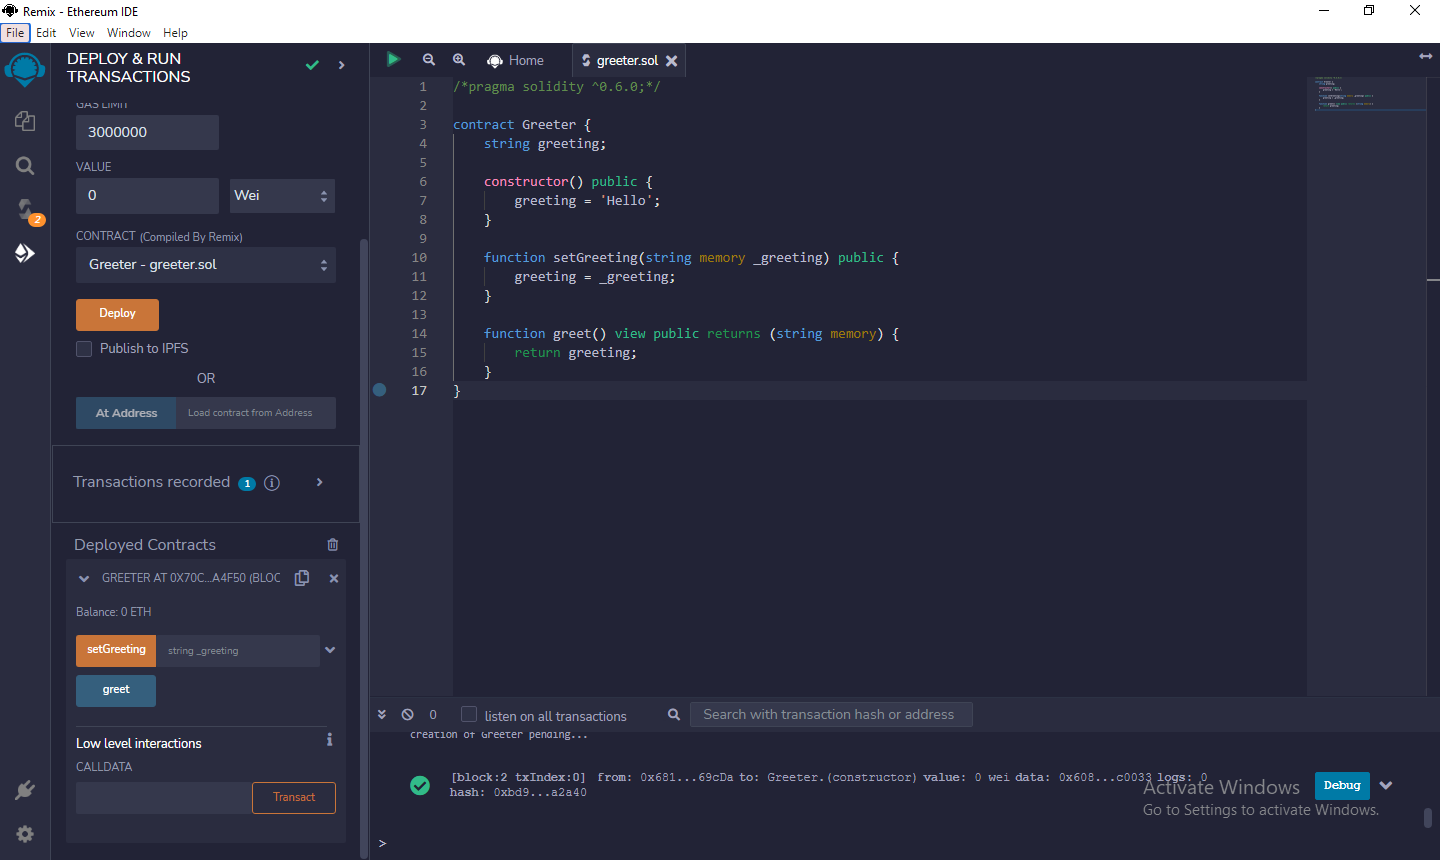 Remix - Ethereum IDE
File Edit View Window Help
DEPLOY & RUN
TRANSACTIONS
GAS LIMIT
3000000
VALUE
0 Wei
CONTRACT (Compiled By Remix)
Greeter - greeter.sol
Deploy
Publish to IPFS
OR
At Address Load contract from Address
Transactions recorded 1 i
Deployed Contracts
GREETER AT 0X70C...A4F50 (BLOC
Balance: 0 ETH
setGreeting string _greeting
greet
Low level interactions i
CALLDATA
Transact
2
Home greeter.sol
1 /*pragma solidity ^0.6.0;*/
2
3 contract Greeter {
4 string greeting;
5
6 constructor() public {
7 greeting = 'Hello';
8 }
9
10 function setGreeting(string memory _greeting) public {
11 greeting = _greeting;
12 }
13
14 function greet() view public returns (string memory) {
15 return greeting;
16 }
17 }
0 listen on all transactions Search with transaction hash or address
creation of Greeter pending...
[block:2 txIndex:0] from: 0x681...69cDa to: Greeter.(constructor) value: 0 wei data: 0x608...c0033 logs: 0
hash: 0xbd9...a2a40
Debug
>
Activate Windows
Go to Settings to activate Windows.